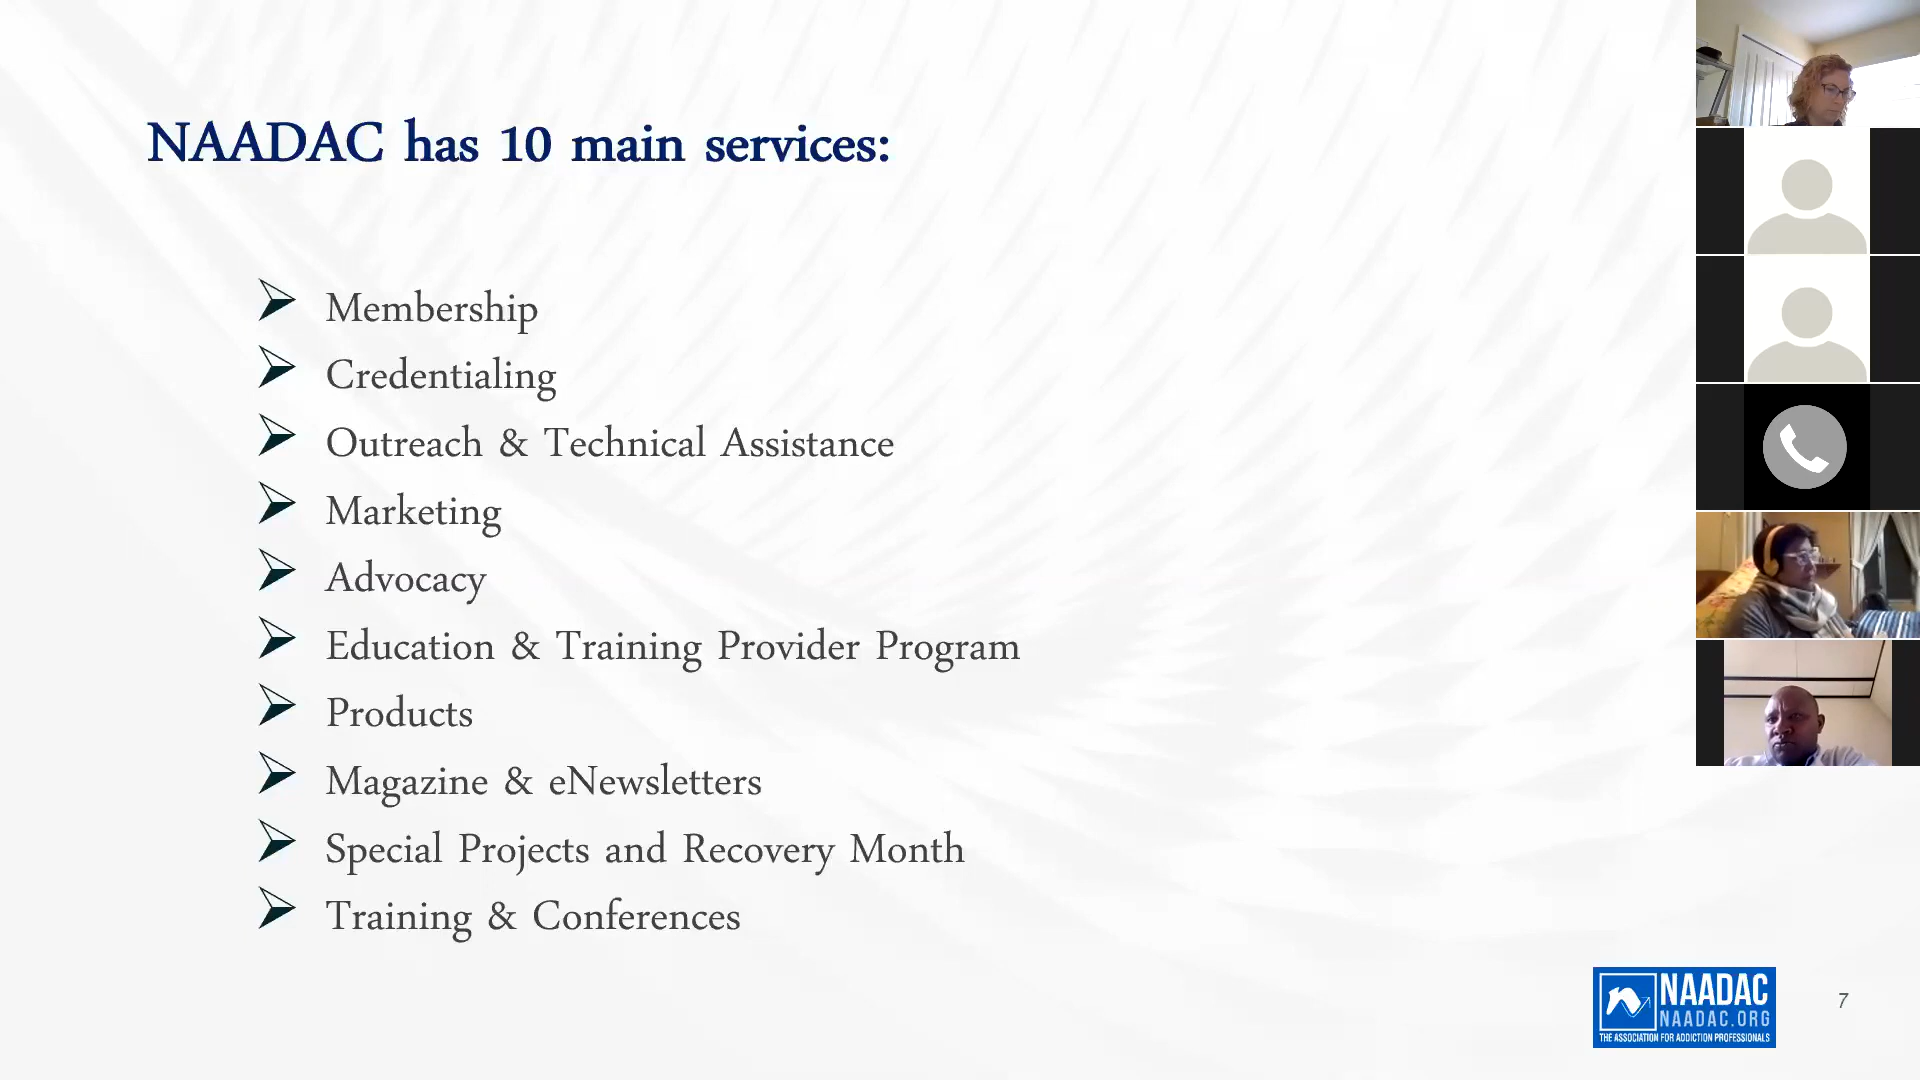 NAADAC has 10 main services:
Membership
Credentialing
Outreach & Technical Assistance
Marketing
Advocacy
Education & Training Provider Program
Products
Magazine & eNewsletters
Special Projects and Recovery Month
Training & Conferences
NAADAC
NAADAC.ORG
THE ASSOCIATION FOR ADDICTION PROFESSIONALS
7